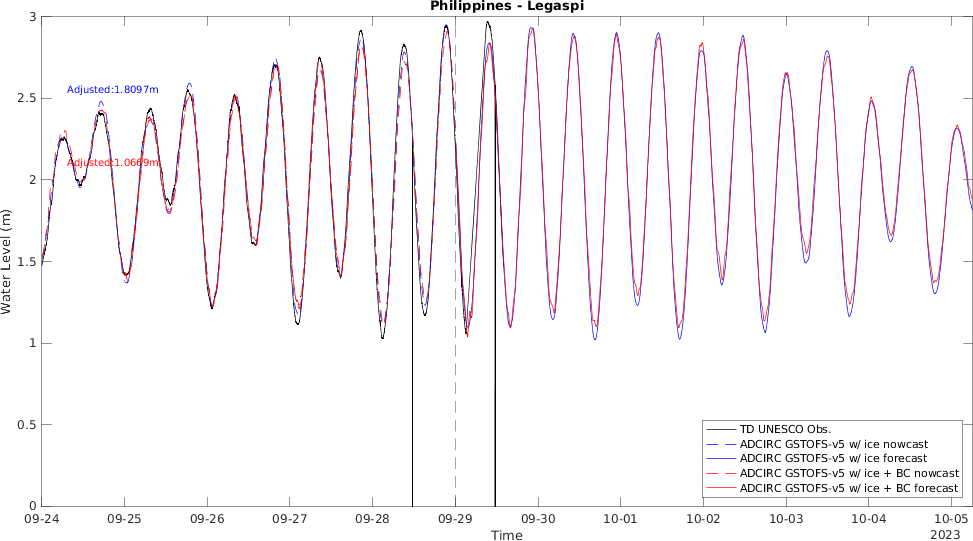 Philippines - Legaspi
3
2.5
2
1.5
1
0.5
0
Water Level (m)
Adjusted:1.8097m
Adjusted:1.0669m
TD UNESCO Obs.
ADCIRC GSTOFS-v5 w/ ice nowcast
ADCIRC GSTOFS-v5 w/ ice forecast
ADCIRC GSTOFS-v5 w/ ice + BC nowcast
ADCIRC GSTOFS-v5 w/ ice + BC forecast
09-24 09-25 09-26 09-27 09-28 09-29 09-30 10-01 10-02 10-03 10-04 10-05
Time
2023